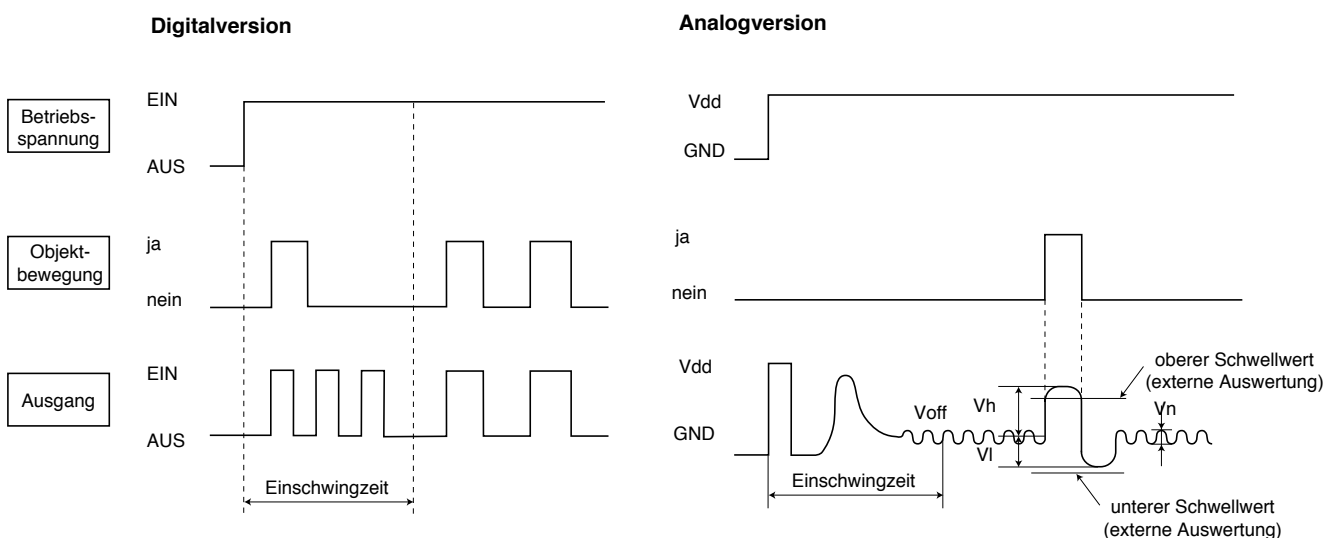 Digitalversion
Analogversion
Betriebs-
spannung
EIN
AUS
Vdd
GND
Objekt-
bewegung
ja
nein
ja
nein
Ausgang
EIN
AUS
Einschwingzeit
Vdd
GND
Voff
Vh
Vl
Vn
oberer Schwellwert
(externe Auswertung)
Einschwingzeit
unterer Schwellwert
(externe Auswertung)